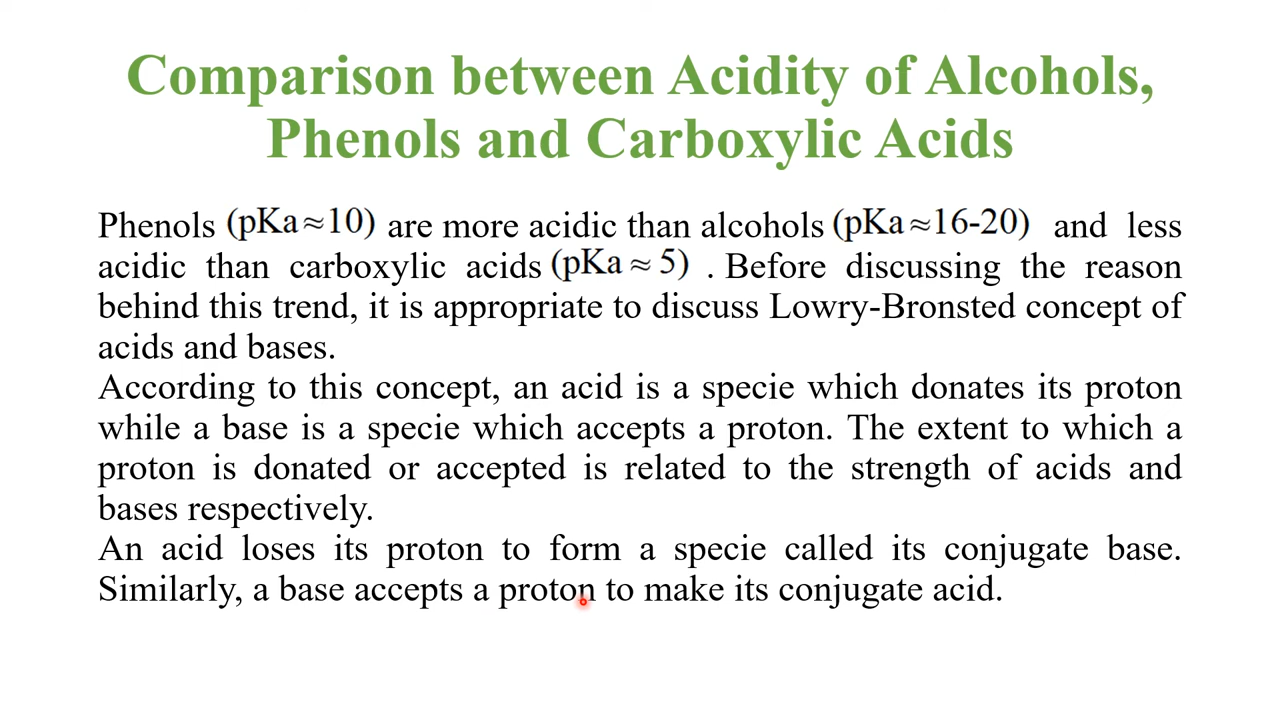 Comparison between Acidity of Alcohols,
Phenols and Carboxylic Acids
Phenols (pKa≈10) are more acidic than alcohols (pKa≈16-20) and less
acidic than carboxylic acids (pKa ≈ 5) . Before discussing the reason
behind this trend, it is appropriate to discuss Lowry-Bronsted concept of
acids and bases.
According to this concept, an acid is a specie which donates its proton
while a base is a specie which accepts a proton. The extent to which a
proton is donated or accepted is related to the strength of acids and
bases respectively.
An acid loses its proton to form a specie called its conjugate base.
Similarly, a base accepts a proton to make its conjugate acid.